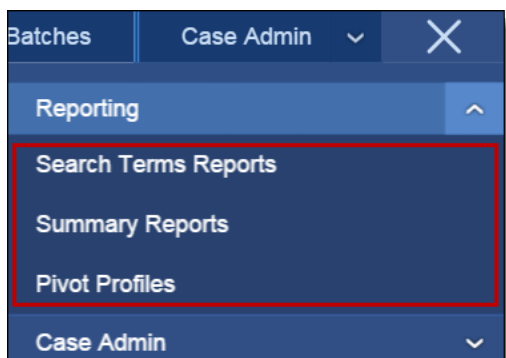 Batches Case Admin
Reporting
Search Terms Reports
Summary Reports
Pivot Profiles
Case Admin